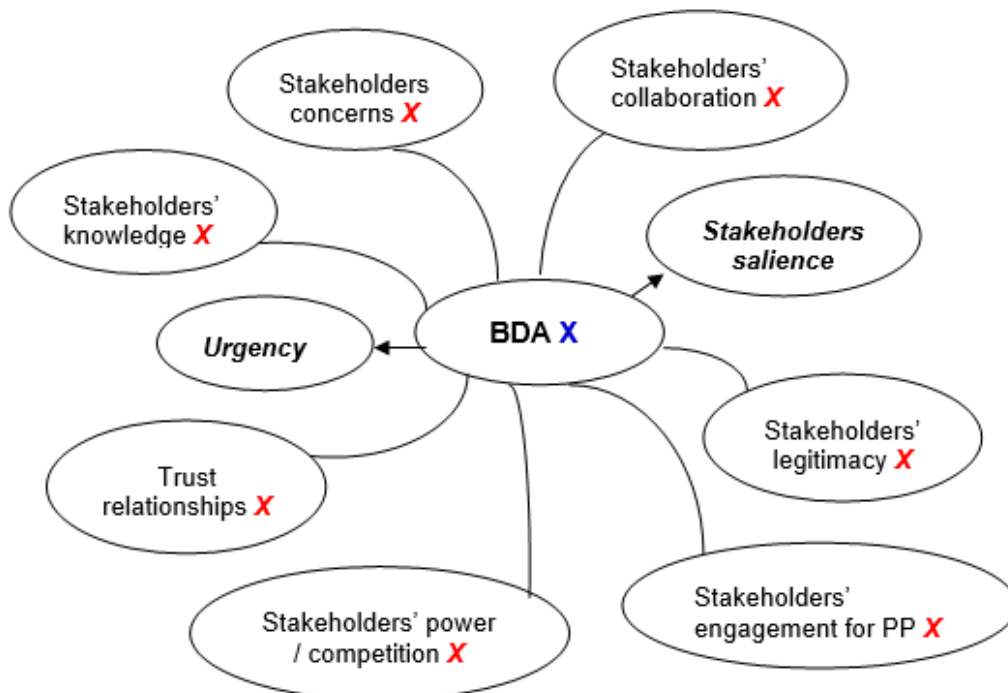 Stakeholders
concerns X
Stakeholders’
collaboration X
Stakeholders’
knowledge X
Stakeholders
salience
BDA X
Urgency
Stakeholders’
legitimacy X
Trust
relationships X
Stakeholders’ power
/ competition X
Stakeholders’
engagement for PP X